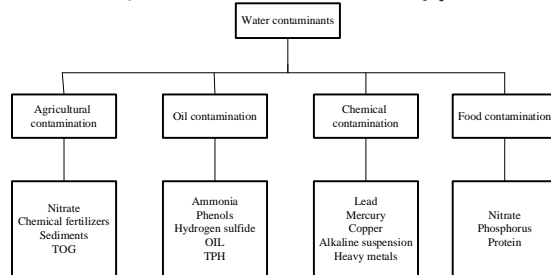 Water contaminants
Agricultural
contamination
Oil contamination
Chemical
contamination
Food contamination
Nitrate
Chemical fertilizers
Sediments
TOG
Ammonia
Phenols
Hydrogen sulfide
OIL
TPH
Lead
Mercury
Copper
Alkaline suspension
Heavy metals
Nitrate
Phosphorus
Protein